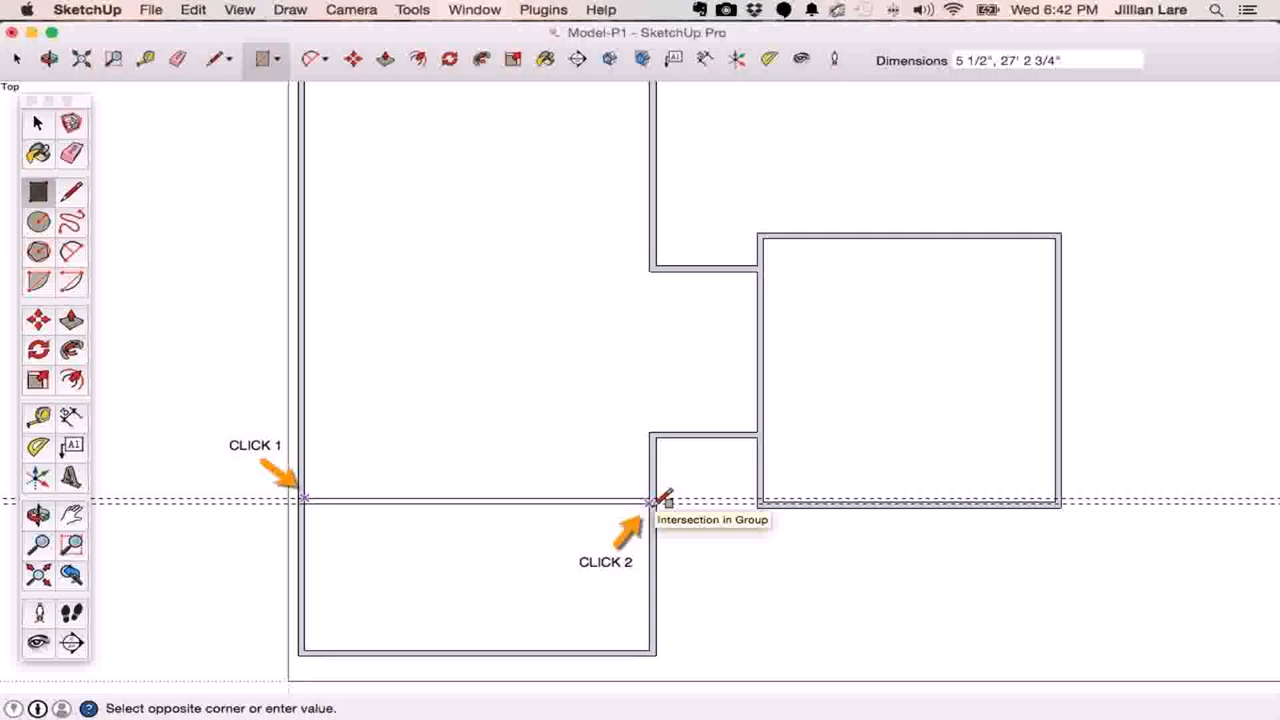 SketchUp File Edit View Draw Camera Tools Window Plugins Help Wed 6:42 PM Jillian Lare
Model-P1 - SketchUp Pro
Dimensions 5 1/2", 27' 2 3/4"
Top
A1
CLICK 1
CLICK 2
Intersection in Group
Select opposite corner or enter value.